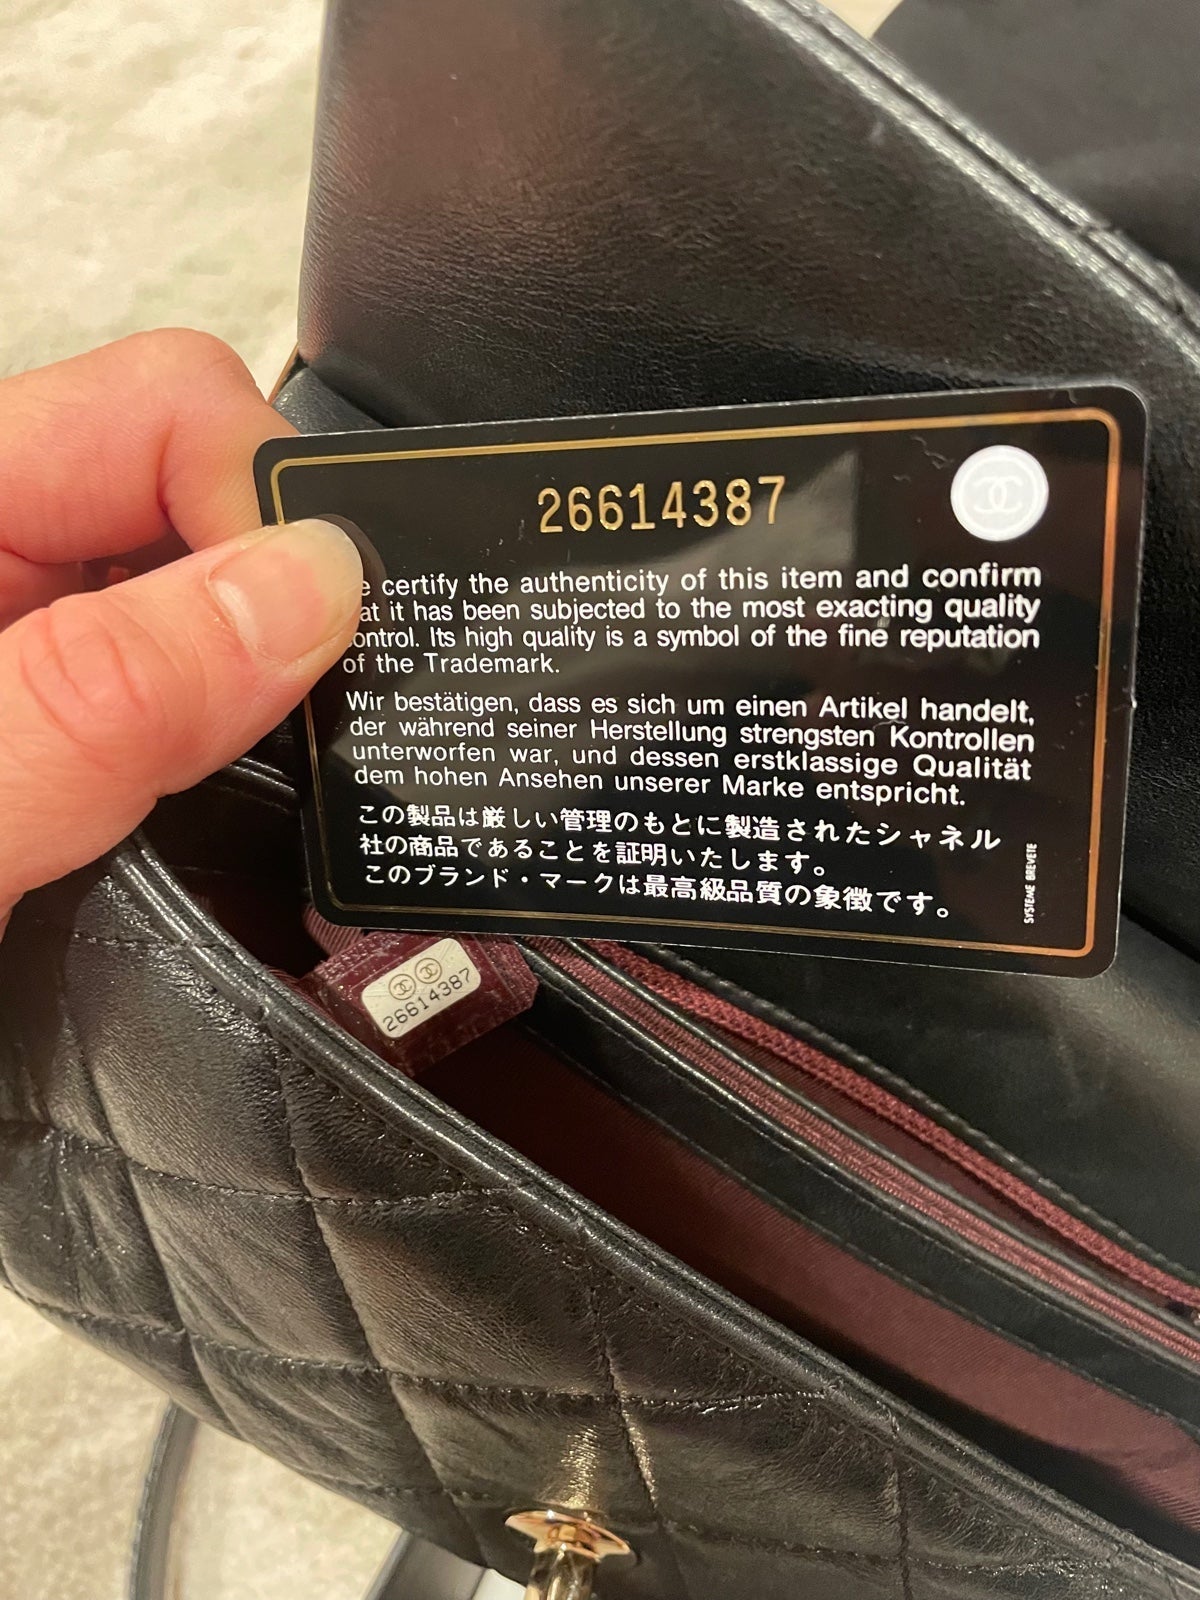 26614387
certify the authenticity of this item and confirm
it it has been subjected to the most exacting quality
Its high quality is a symbol of the fine reputation
of the Trademark.
Wir bestätigen, dass es sich um einen Artikel handelt,
der während seiner Herstellung strengsten Kontrollen
unterworfen war, und dessen erstklassige Qualität
dem hohen Ansehen unserer Marke entspricht.
この製品は厳しい管理のもとに製造されたシャネル
社の商品であることを証明いたします。
このブランド・マークは最高級品質の象徴です。
SYSTEME BREVETE
26614387